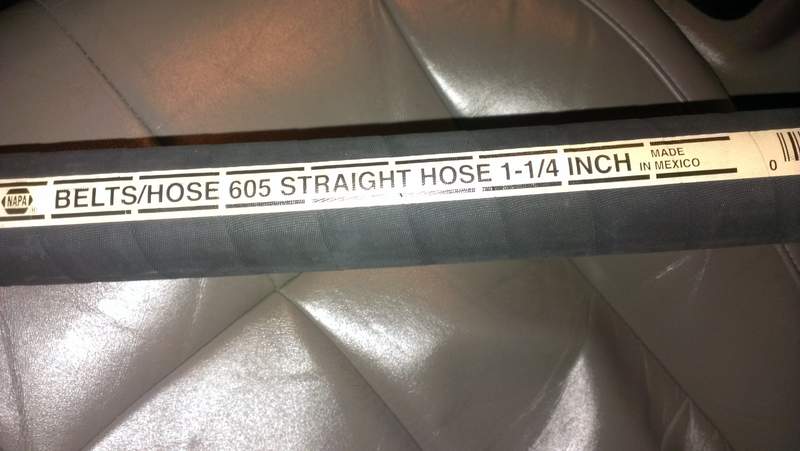 NAPA BELTS/HOSE 605 STRAIGHT HOSE 1-1/4 INCH MADE
IN MEXICO
0